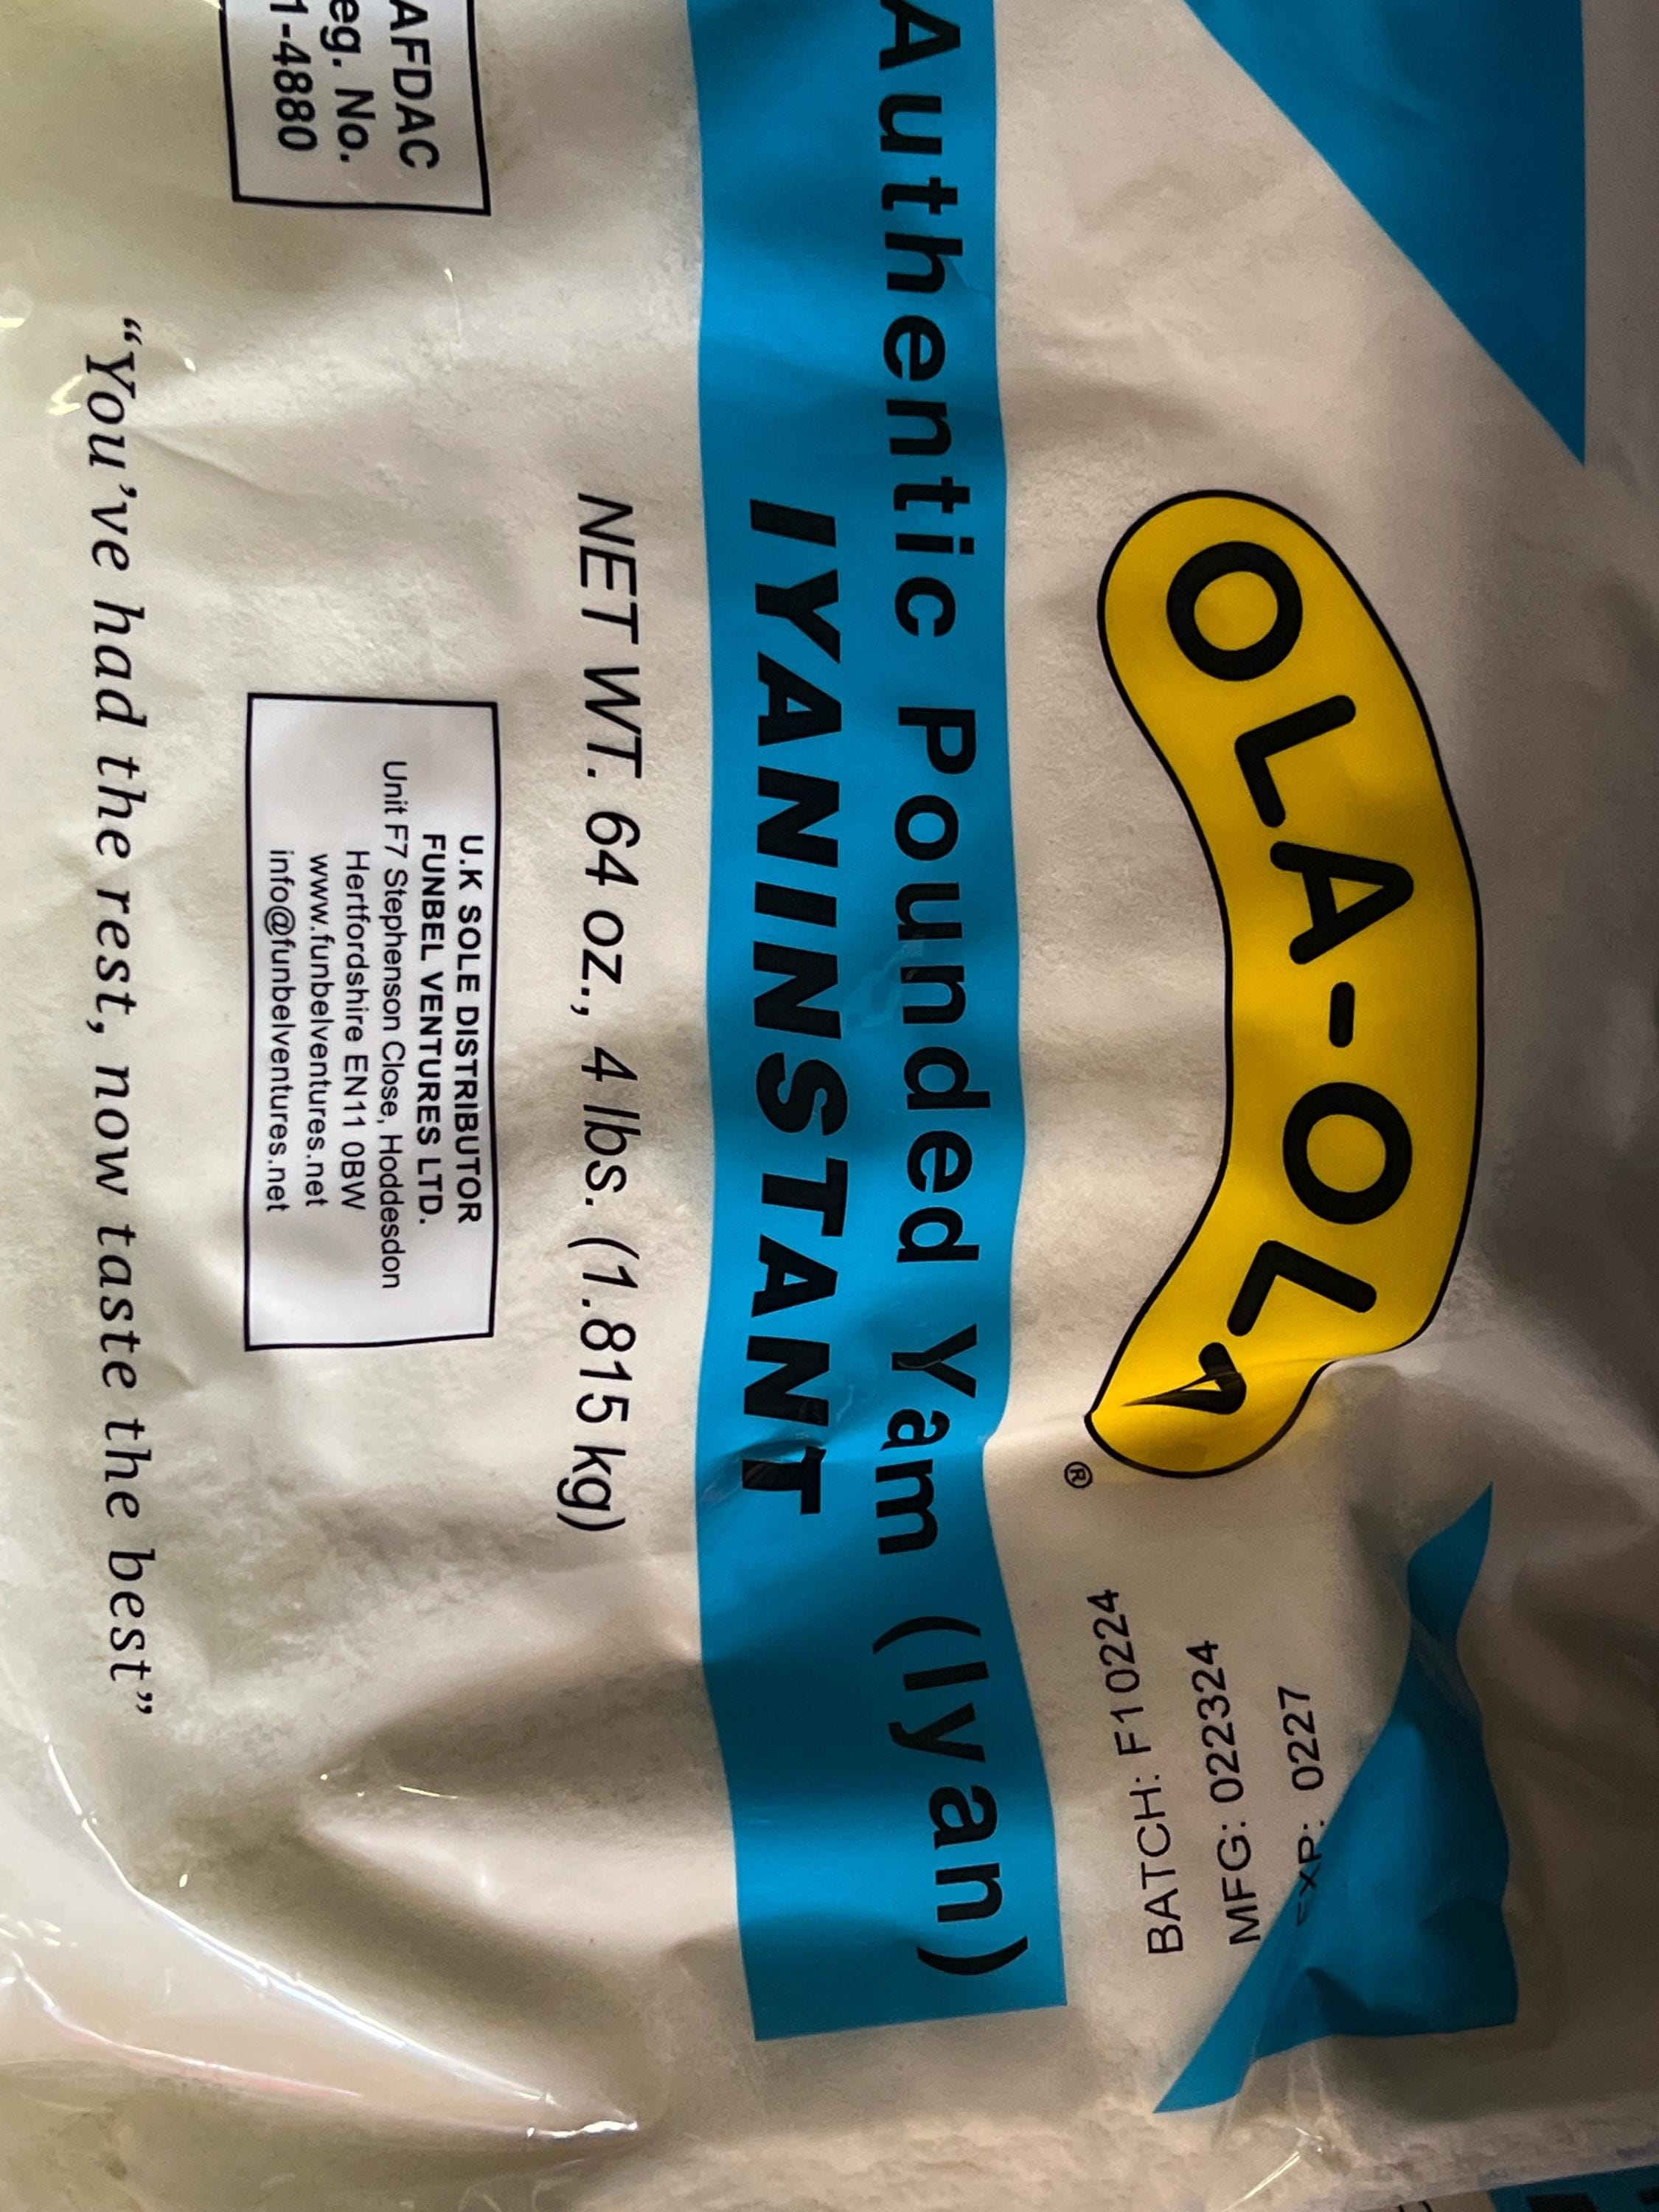 OLA-OLA®
BATCH: F10224
MFG: 022324
EXP: 0227
Authentic Pounded Yam (Iyan)
IYANINSTANT
NET WT. 64 oz., 4 lbs. (1.815 kg)
AFDAC
eg. No.
1-4880
U.K SOLE DISTRIBUTOR
FUNBEL VENTURES LTD.
Unit F7 Stephenson Close, Hoddesdon
Hertfordshire EN11 0BW
www.funbelventures.net
info@funbelventures.net
“You’ve had the rest, now taste the best”